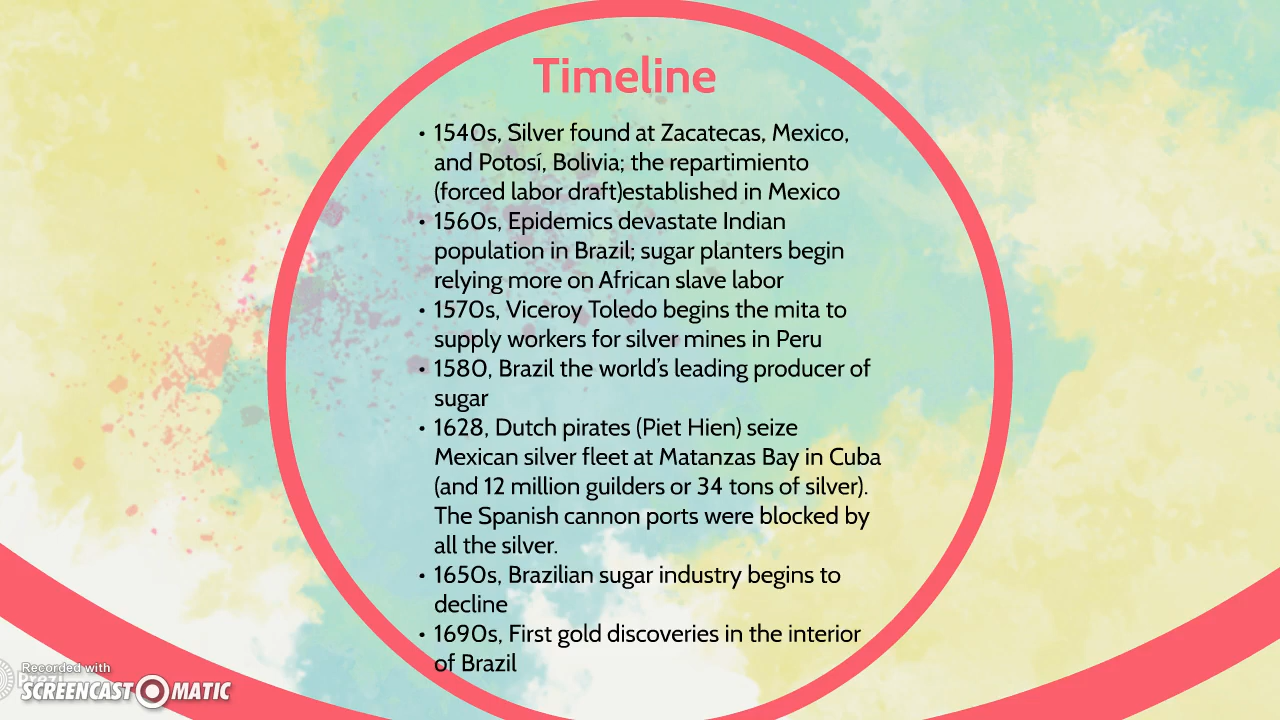 Timeline
• 1540s, Silver found at Zacatecas, Mexico,
and Potosí, Bolivia; the repartimiento
(forced labor draft)established in Mexico
• 1560s, Epidemics devastate Indian
population in Brazil; sugar planters begin
relying more on African slave labor
• 1570s, Viceroy Toledo begins the mita to
supply workers for silver mines in Peru
• 1580, Brazil the world's leading producer of
sugar
• 1628, Dutch pirates (Piet Hien) seize
Mexican silver fleet at Matanzas Bay in Cuba
(and 12 million guilders or 34 tons of silver).
The Spanish cannon ports were blocked by
all the silver.
• 1650s, Brazilian sugar industry begins to
decline
• 1690s, First gold discoveries in the interior
of Brazil
Recorded with
Prezi
SCREENCAST MATIC